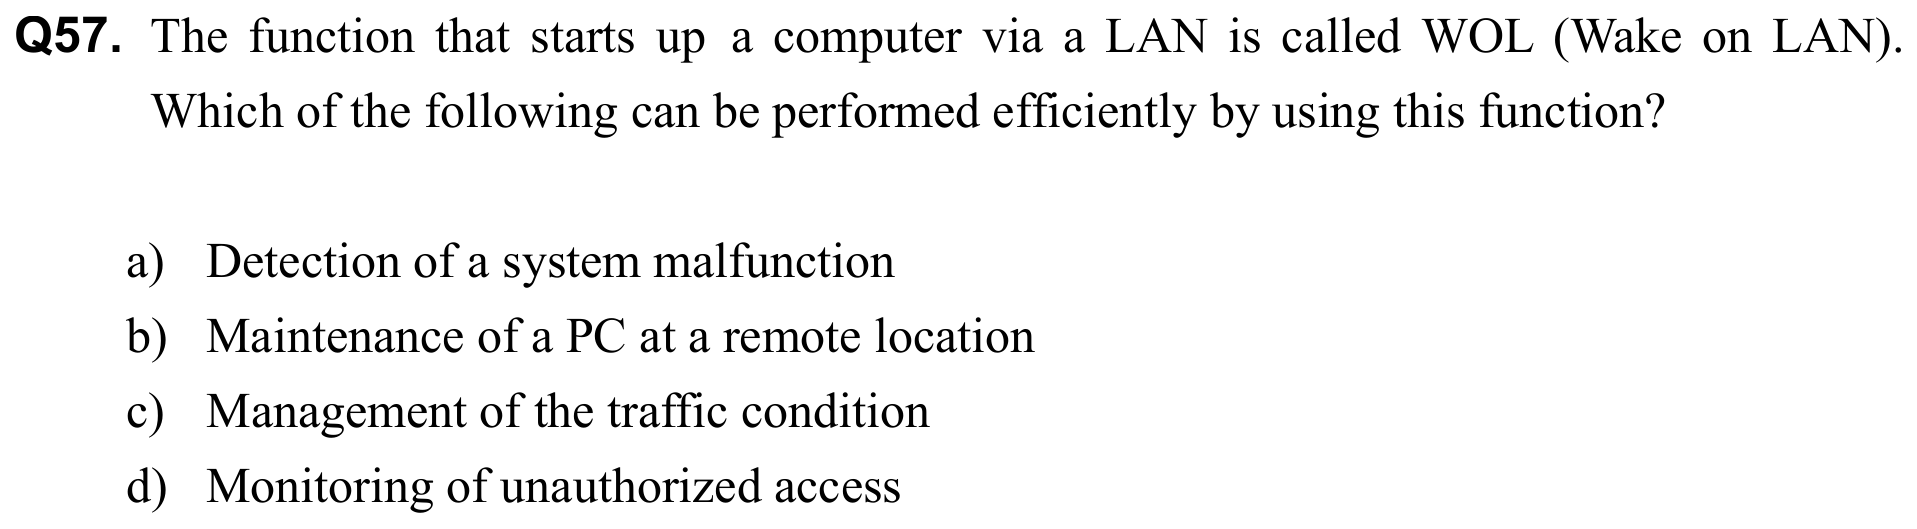 Q57. The function that starts up a computer via a LAN is called WOL (Wake on LAN).
Which of the following can be performed efficiently by using this function?
a) Detection of a system malfunction
b) Maintenance of a PC at a remote location
c) Management of the traffic condition
d) Monitoring of unauthorized access